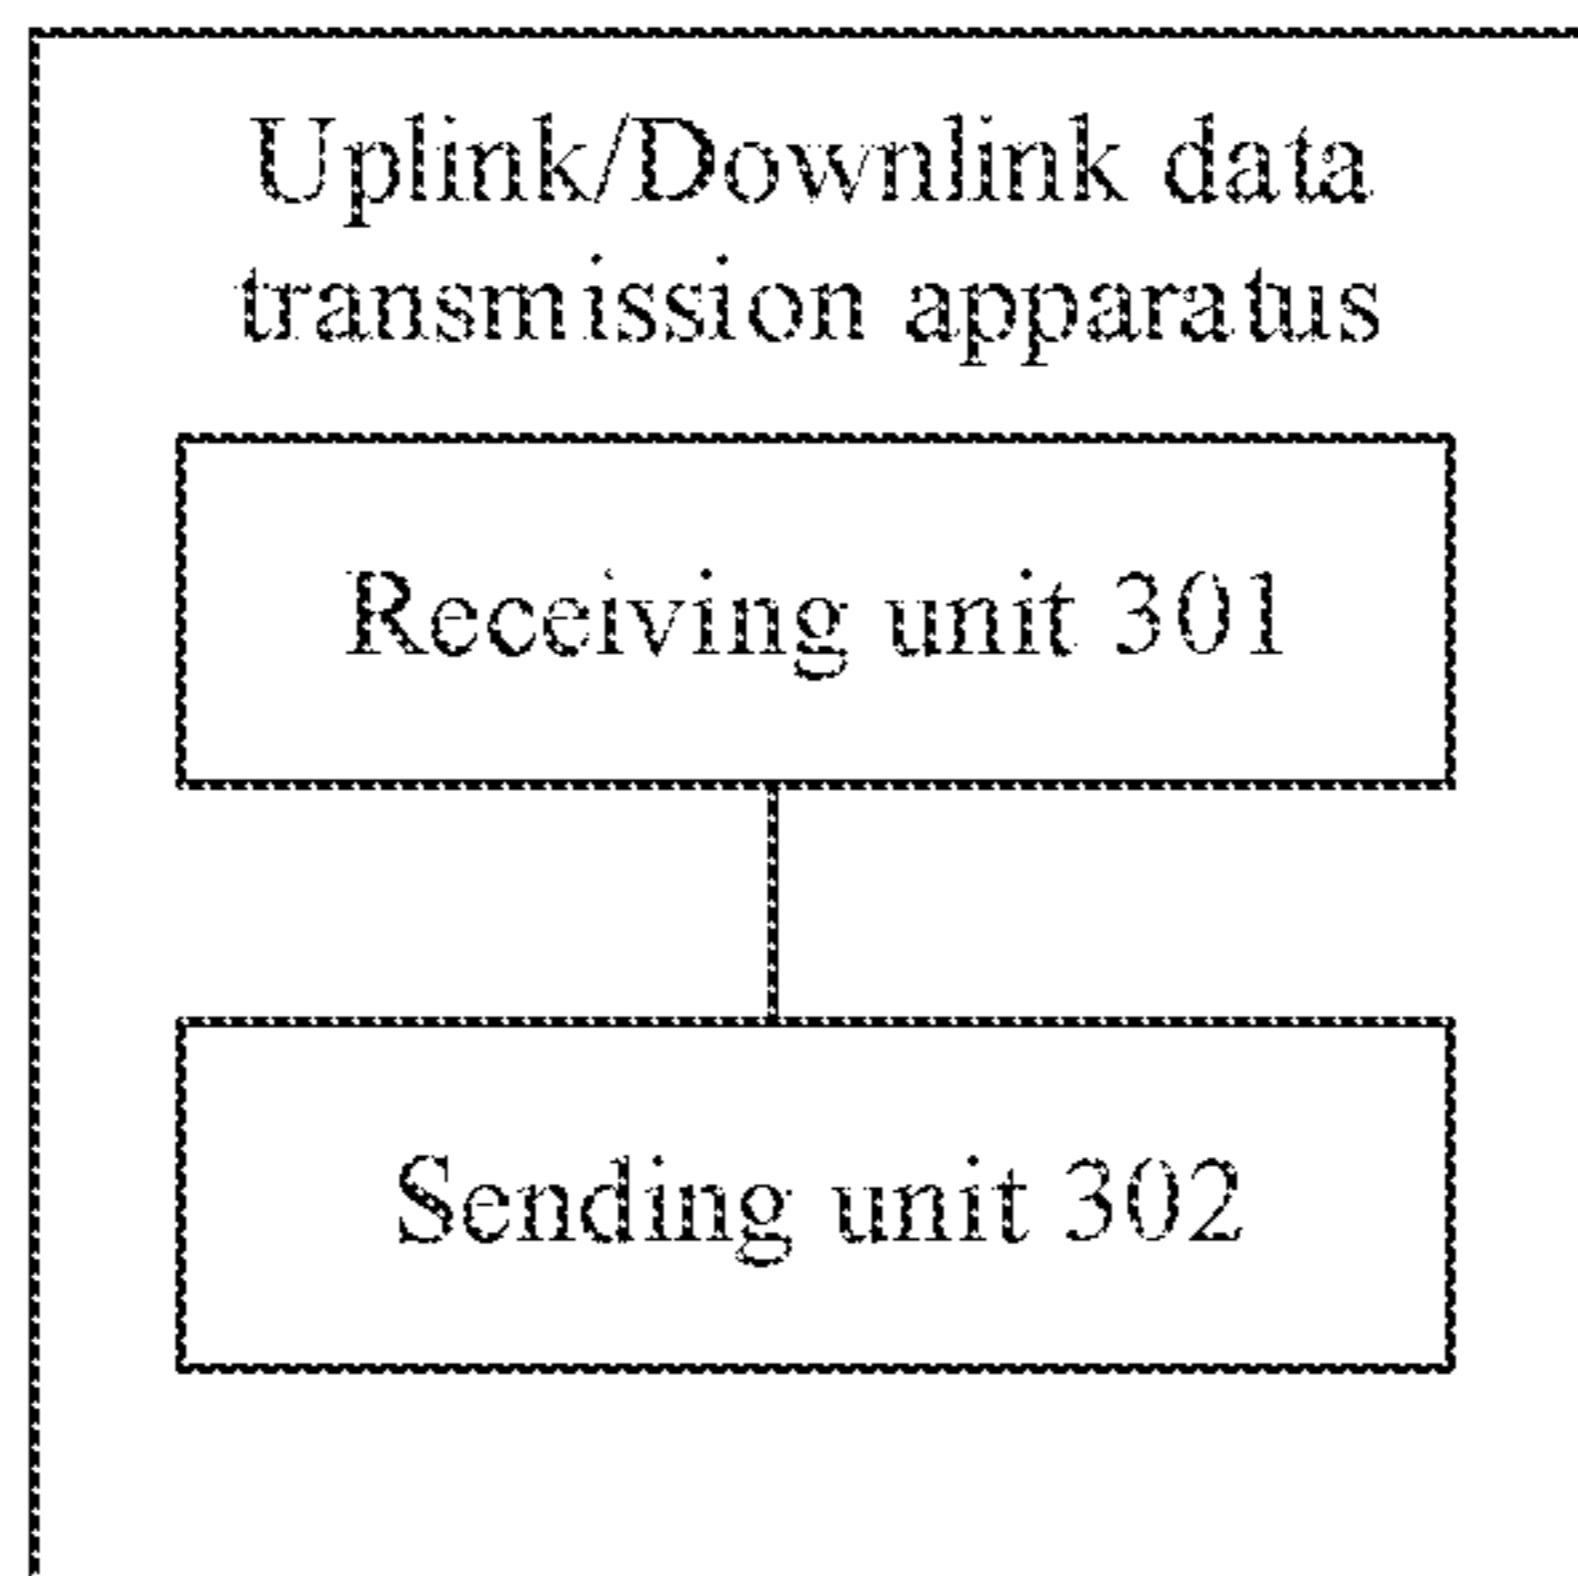 Uplink/Downlink data
transmission apparatus
Receiving unit 301
Sending unit 302